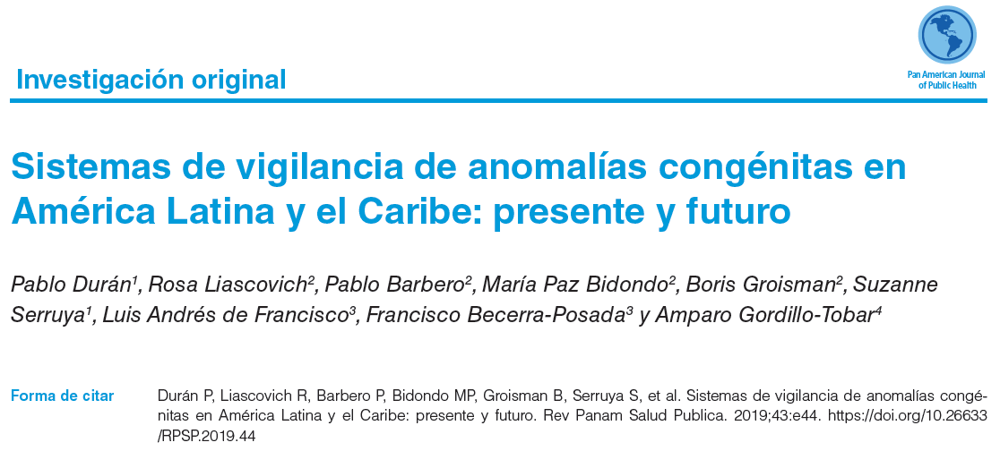 Pan American Journal
of Public Health
Investigación original
Sistemas de vigilancia de anomalías congénitas en
América Latina y el Caribe: presente y futuro
Pablo Durán1, Rosa Liascovich2, Pablo Barbero2, María Paz Bidondo2, Boris Groisman2, Suzanne
Serruya1, Luis Andrés de Francisco3, Francisco Becerra-Posada3 y Amparo Gordillo-Tobar4
Forma de citar Durán P, Liascovich R, Barbero P, Bidondo MP, Groisman B, Serruya S, et al. Sistemas de vigilancia de anomalías congé-
nitas en América Latina y el Caribe: presente y futuro. Rev Panam Salud Publica. 2019;43:e44. https://doi.org/10.26633
/RPSP.2019.44